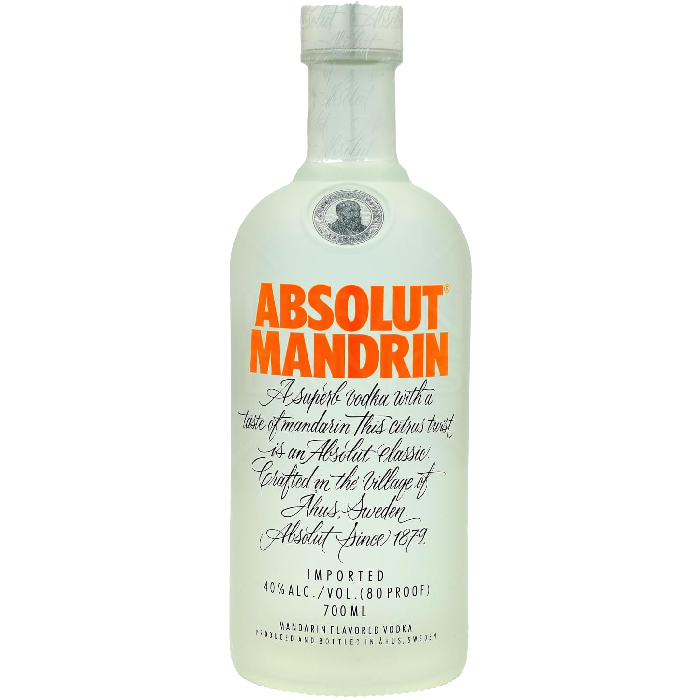 ABSOLUT®
MANDRIN
A superb vodka with a
taste of mandarin This citrus twist
is an Absolut classic.
Crafted in the village of
Åhus, Sweden
Absolut Since 1879.
IMPORTED
40% ALC./VOL.(80 PROOF)
700ML
MANDARIN FLAVORED VODKA
PRODUCED AND BOTTLED IN ÅHUS, SWEDEN